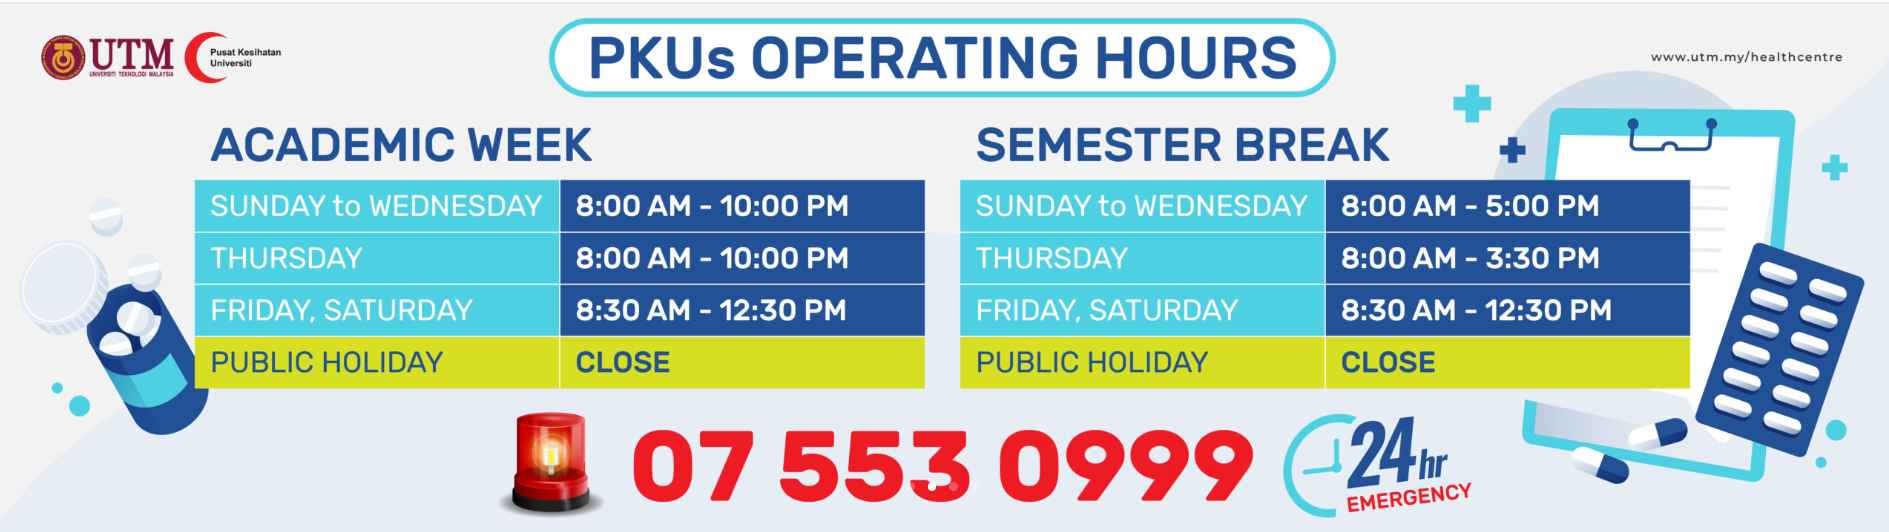 UTM
UNIVERSITI TEKNOLOGI MALAYSIA
Pusat Kesihatan
Universiti
PKUs OPERATING HOURS
www.utm.my/healthcentre
ACADEMIC WEEK
SUNDAY to WEDNESDAY 8:00 AM - 10:00 PM
THURSDAY 8:00 AM - 10:00 PM
FRIDAY, SATURDAY 8:30 AM - 12:30 PM
PUBLIC HOLIDAY CLOSE
SEMESTER BREAK
SUNDAY to WEDNESDAY 8:00 AM - 5:00 PM
THURSDAY 8:00 AM - 3:30 PM
FRIDAY, SATURDAY 8:30 AM - 12:30 PM
PUBLIC HOLIDAY CLOSE
07 553 0999
24hr
EMERGENCY